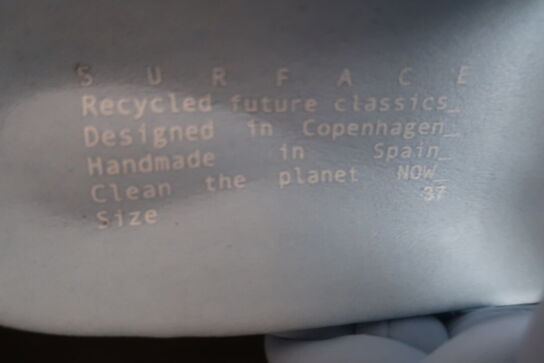 S U R F A C E
Recycled future classics_
Designed in Copenhagen_
Handmade in Spain_
Clean the planet NOW_
Size 37